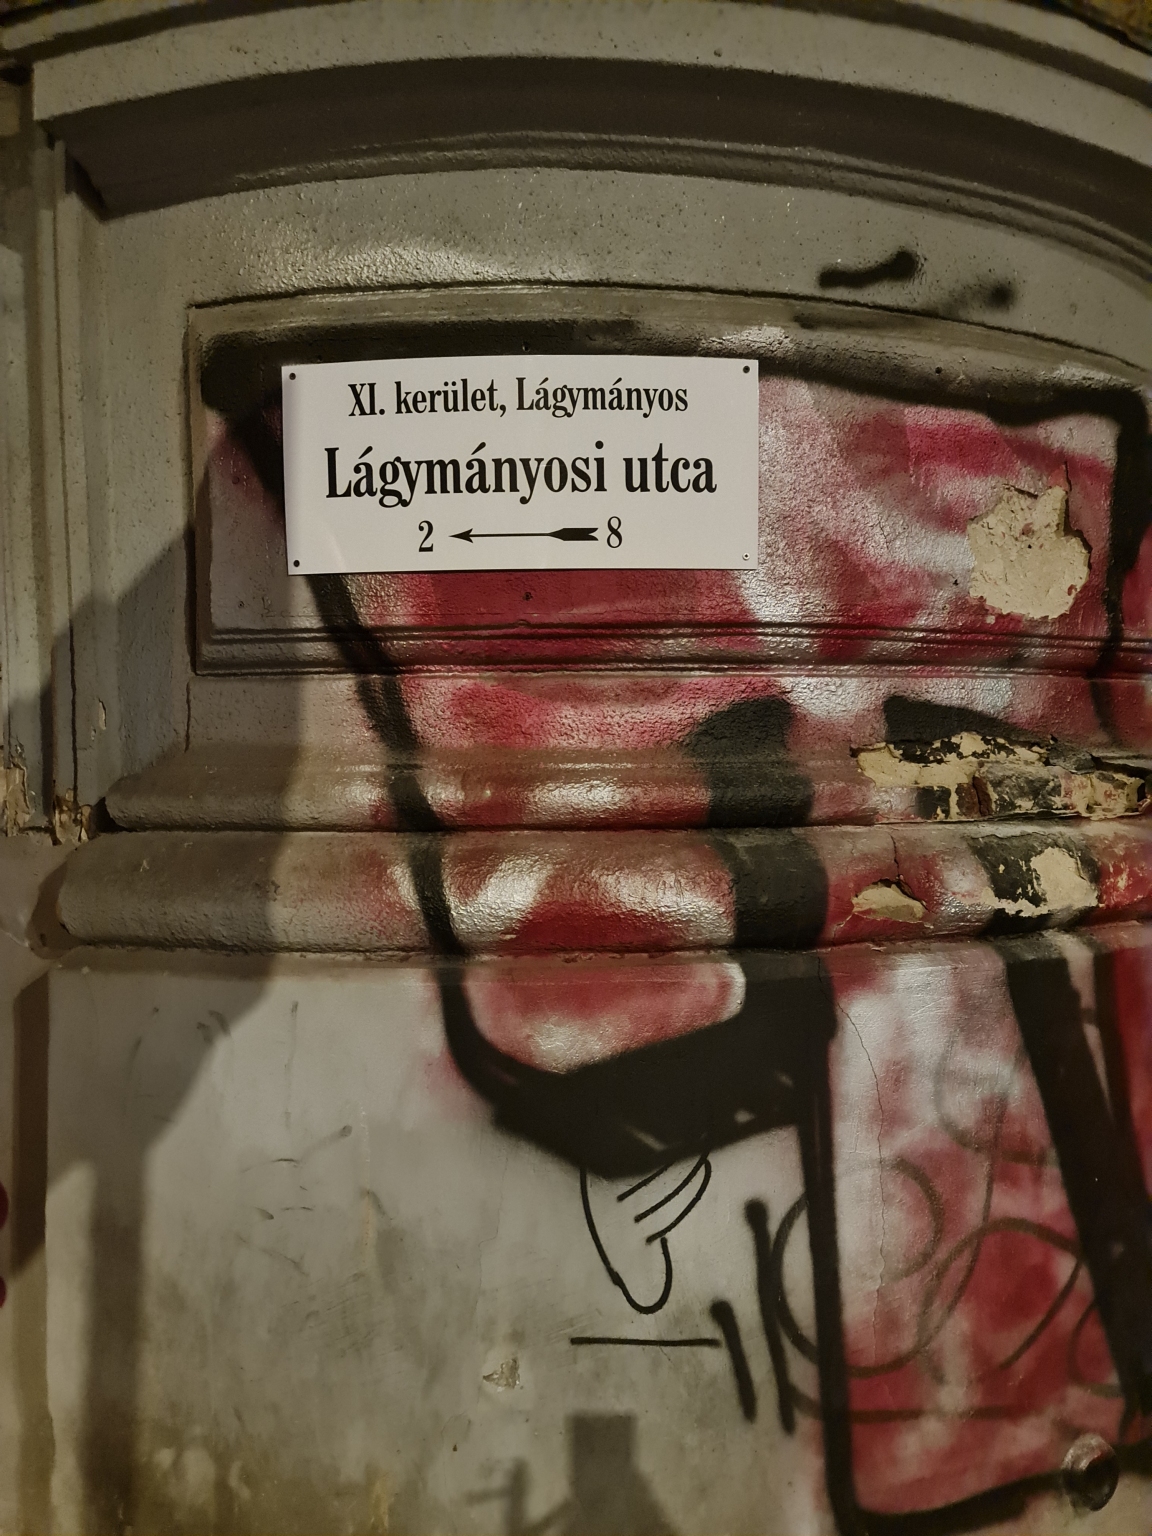 XI. kerület, Lágymányos
Lágymányosi utca
2 ← 8